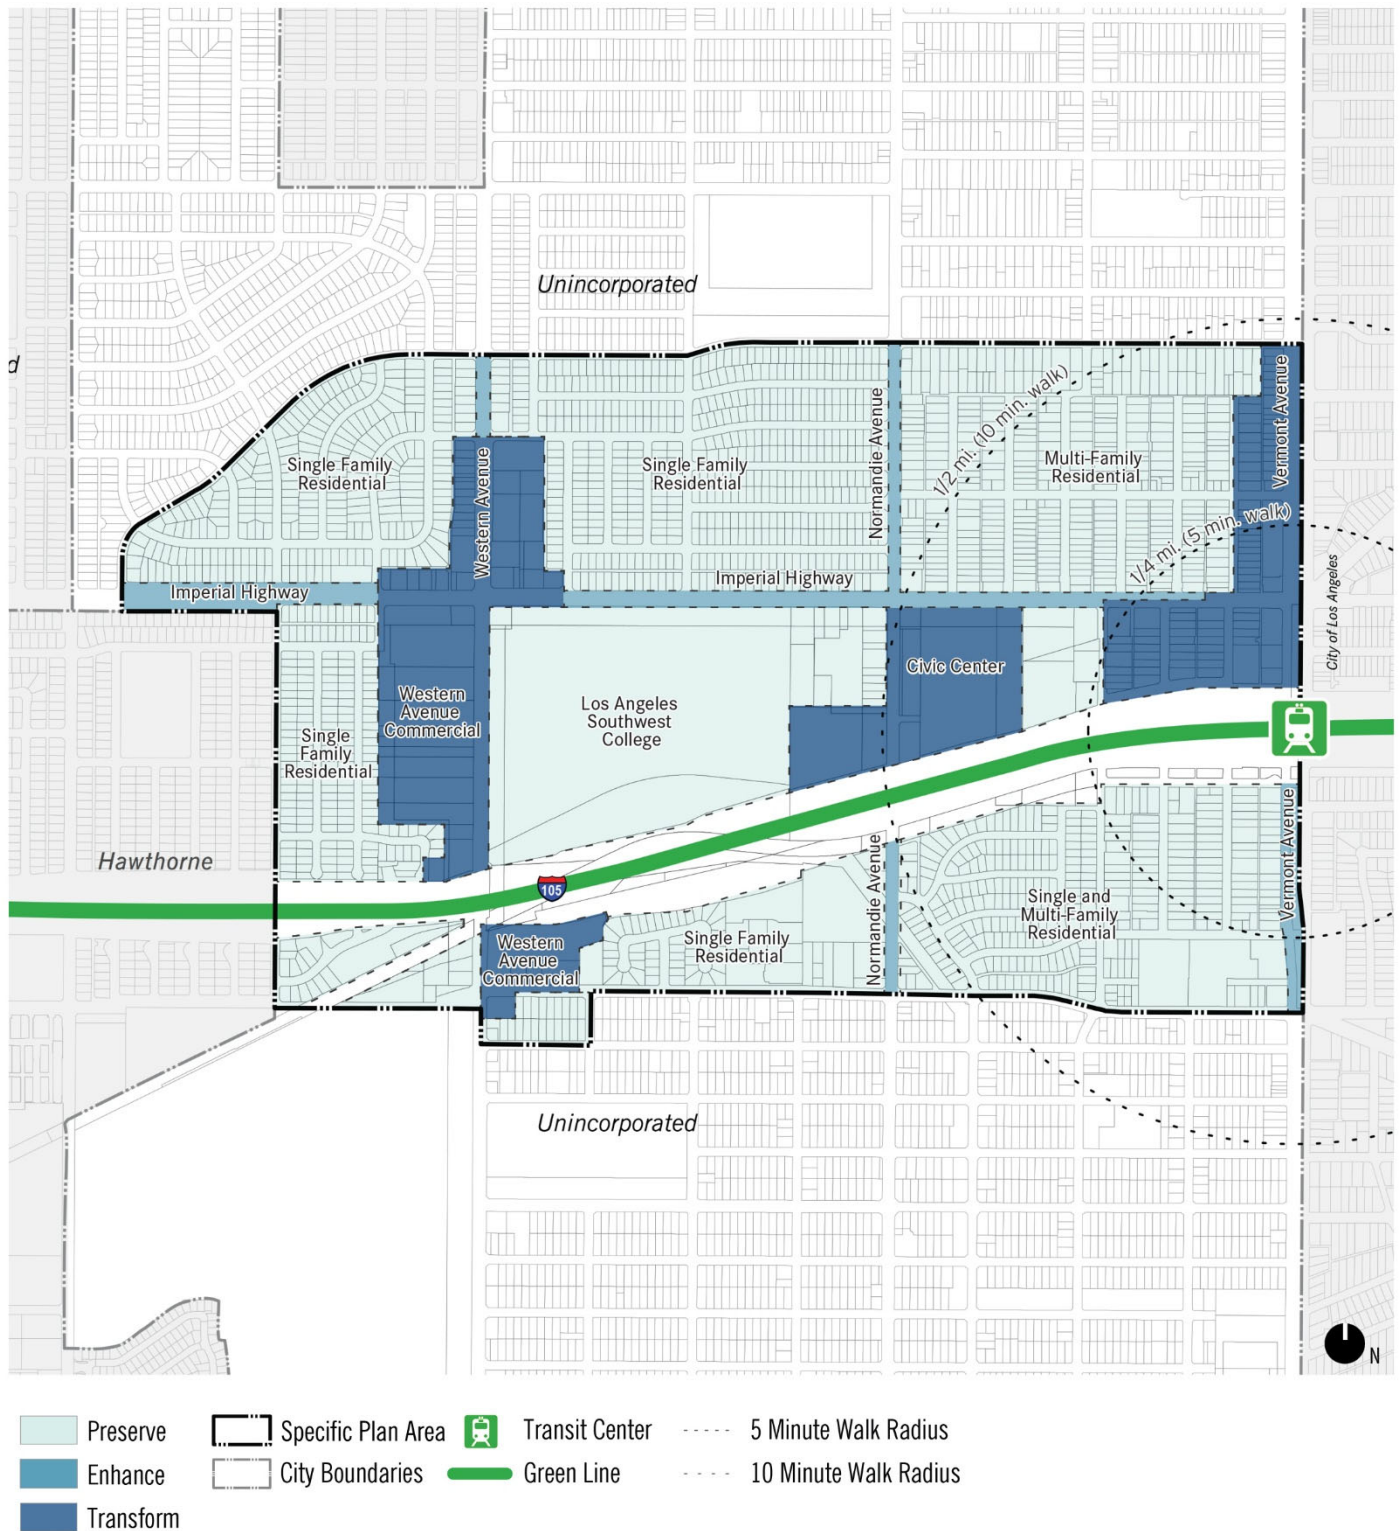 Unincorporated
d
Single Family
Residential
Western Avenue
Single Family
Residential
Normandie Avenue
1/2 mi. (10 min. walk)
Multi-Family
Residential
Vermont Avenue
1/4 mi. (5 min. walk)
Imperial Highway
Imperial Highway
City of Los Angeles
Civic Center
Western
Avenue
Commercial
Los Angeles
Southwest
College
Single
Family
Residential
Hawthorne
105
Normandie Avenue
Vermont Avenue
Single and
Multi-Family
Residential
Western
Avenue
Commercial
Single Family
Residential
Unincorporated
N
Preserve
Specific Plan Area
Transit Center
5 Minute Walk Radius
Enhance
City Boundaries
Green Line
10 Minute Walk Radius
Transform